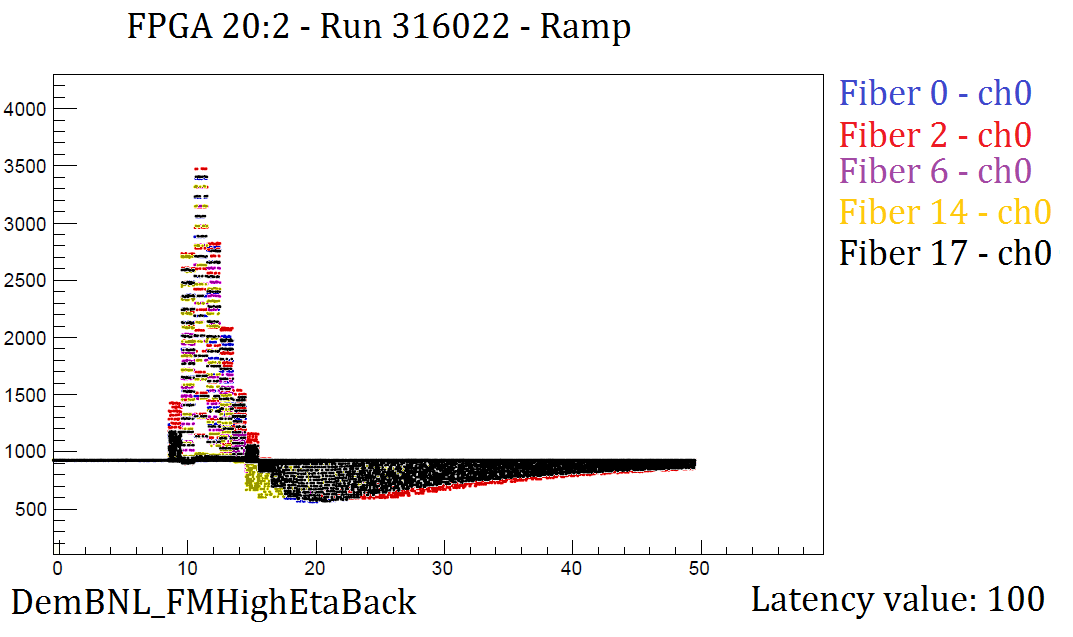 FPGA 20:2 - Run 316022 - Ramp
Fiber 0 - ch0
Fiber 2 - ch0
Fiber 6 - ch0
Fiber 14 - ch0
Fiber 17 - ch0
4000
3500
3000
2500
2000
1500
1000
500
0 10 20 30 40 50
DemBNL_FMHighEtaBack
Latency value: 100